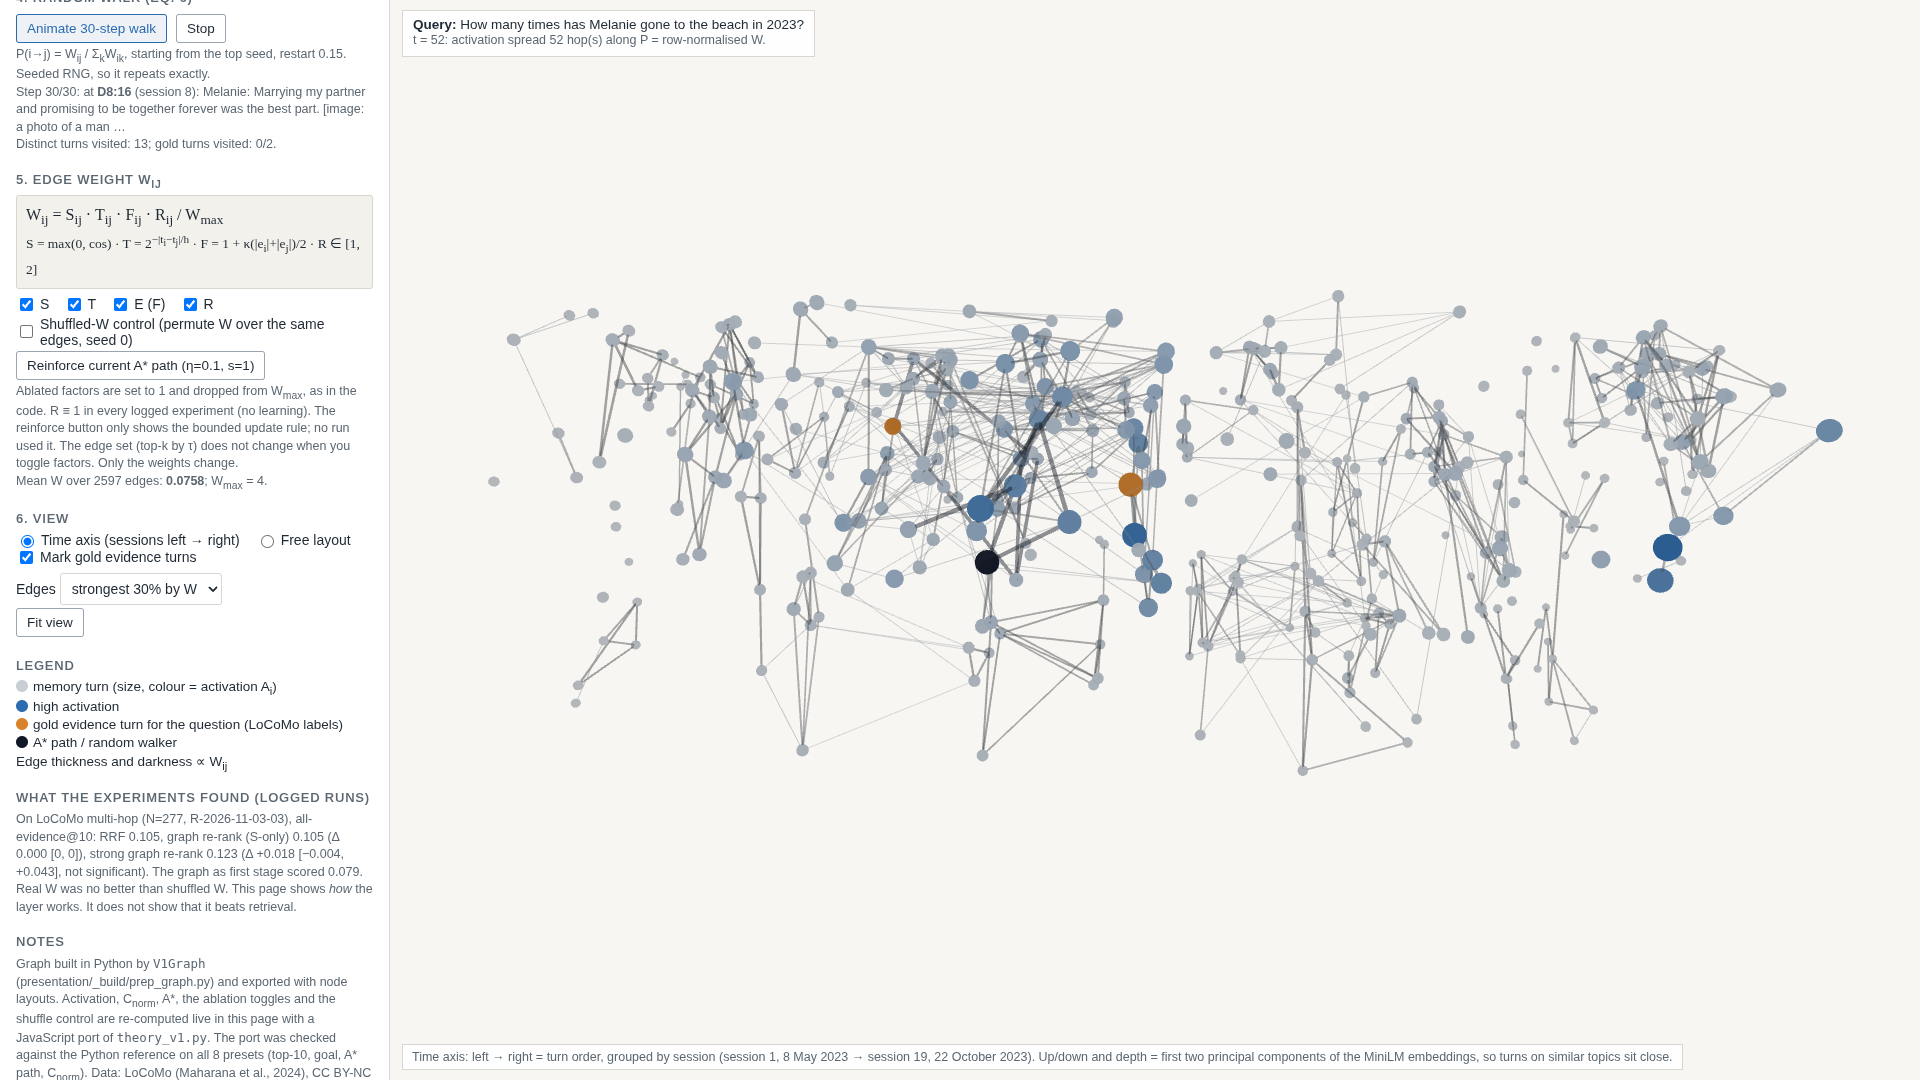 4. RANDOM WALK (EQ. 6)
Animate 30-step walk
Stop
P(i→j) = Wij / ΣkWik, starting from the top seed, restart 0.15.
Seeded RNG, so it repeats exactly.
Step 30/30: at D8:16 (session 8): Melanie: Marrying my partner
and promising to be together forever was the best part. [image:
a photo of a man …
Distinct turns visited: 13; gold turns visited: 0/2.
5. EDGE WEIGHT WIJ
Wij = Sij · Tij · Fij · Rij / Wmax
S = max(0, cos) · T = 2−|ti−tj|/h · F = 1 + κ(|ei|+|ej|)/2 · R ∈ [1,
2]
S T E (F) R
Shuffled-W control (permute W over the same
edges, seed 0)
Reinforce current A* path (η=0.1, s=1)
Ablated factors are set to 1 and dropped from Wmax, as in the
code. R ≡ 1 in every logged experiment (no learning). The
reinforce button only shows the bounded update rule; no run
used it. The edge set (top-k by τ) does not change when you
toggle factors. Only the weights change.
Mean W over 2597 edges: 0.0758; Wmax = 4.
6. VIEW
Time axis (sessions left → right) Free layout
Mark gold evidence turns
Edges strongest 30% by W
Fit view
LEGEND
memory turn (size, colour = activation Ai)
high activation
gold evidence turn for the question (LoCoMo labels)
A* path / random walker
Edge thickness and darkness ∝ Wij
WHAT THE EXPERIMENTS FOUND (LOGGED RUNS)
On LoCoMo multi-hop (N=277, R-2026-11-03-03), all-
evidence@10: RRF 0.105, graph re-rank (S-only) 0.105 (Δ
0.000 [0, 0]), strong graph re-rank 0.123 (Δ +0.018 [−0.004,
+0.043], not significant). The graph as first stage scored 0.079.
Real W was no better than shuffled W. This page shows how the
layer works. It does not show that it beats retrieval.
NOTES
Graph built in Python by V1Graph
(presentation/_build/prep_graph.py) and exported with node
layouts. Activation, Cnorm, A*, the ablation toggles and the
shuffle control are re-computed live in this page with a
JavaScript port of theory_v1.py. The port was checked
against the Python reference on all 8 presets (top-10, goal, A*
path, Cnorm). Data: LoCoMo (Maharana et al., 2024), CC BY-NC
Query: How many times has Melanie gone to the beach in 2023?
t = 52: activation spread 52 hop(s) along P = row-normalised W.
Time axis: left → right = turn order, grouped by session (session 1, 8 May 2023 → session 19, 22 October 2023). Up/down and depth = first two principal components of the MiniLM embeddings, so turns on similar topics sit close.